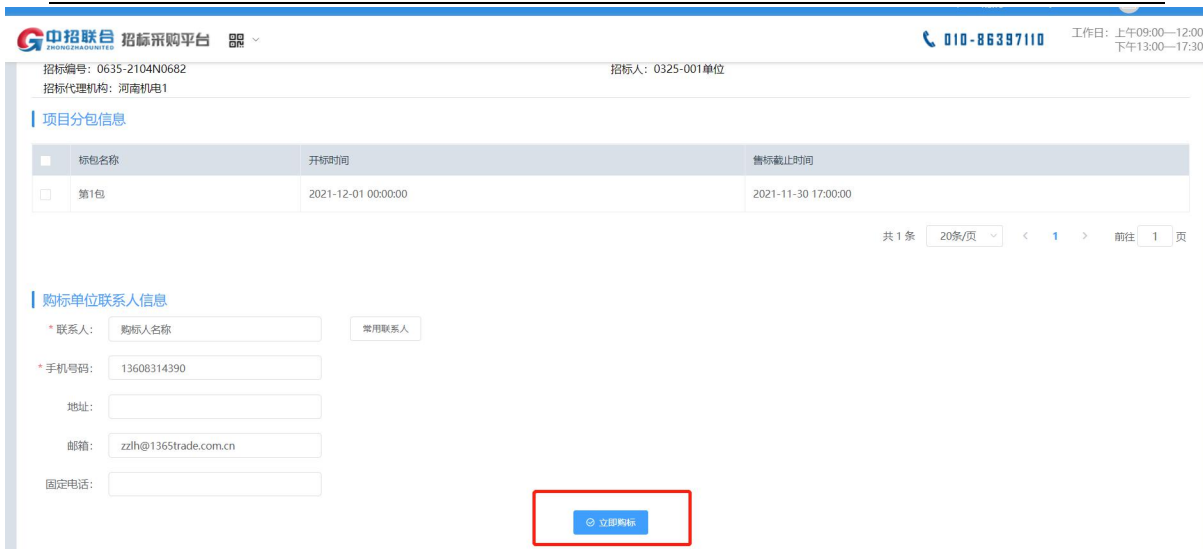 中招联合 招标采购平台 010-86397110 工作日：上午09:00—12:00
ZHONGZHAOUNITED 下午13:00—17:30
招标编号：0635-2104N0682 招标人：0325-001单位
招标代理机构：河南机电1
项目分包信息
标包名称 开标时间 售标截止时间
第1包 2021-12-01 00:00:00 2021-11-30 17:00:00
共 1 条 20条/页 < 1 > 前往 1 页
购标单位联系人信息
* 联系人： 购标人名称 常用联系人
* 手机号码： 13608314390
地址：
邮箱： zzlh@1365trade.com.cn
固定电话：
立即购标